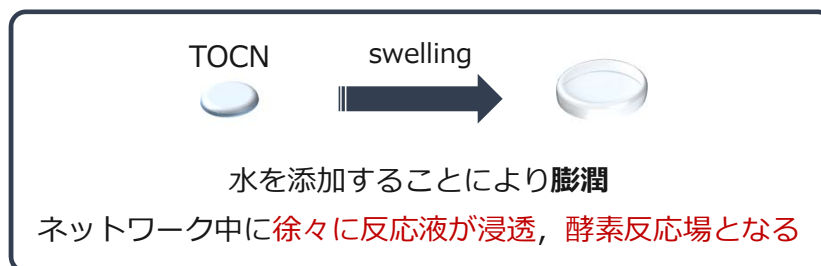 TOCN
swelling
水を添加することにより膨潤
ネットワーク中に徐々に反応液が浸透，酵素反応場となる